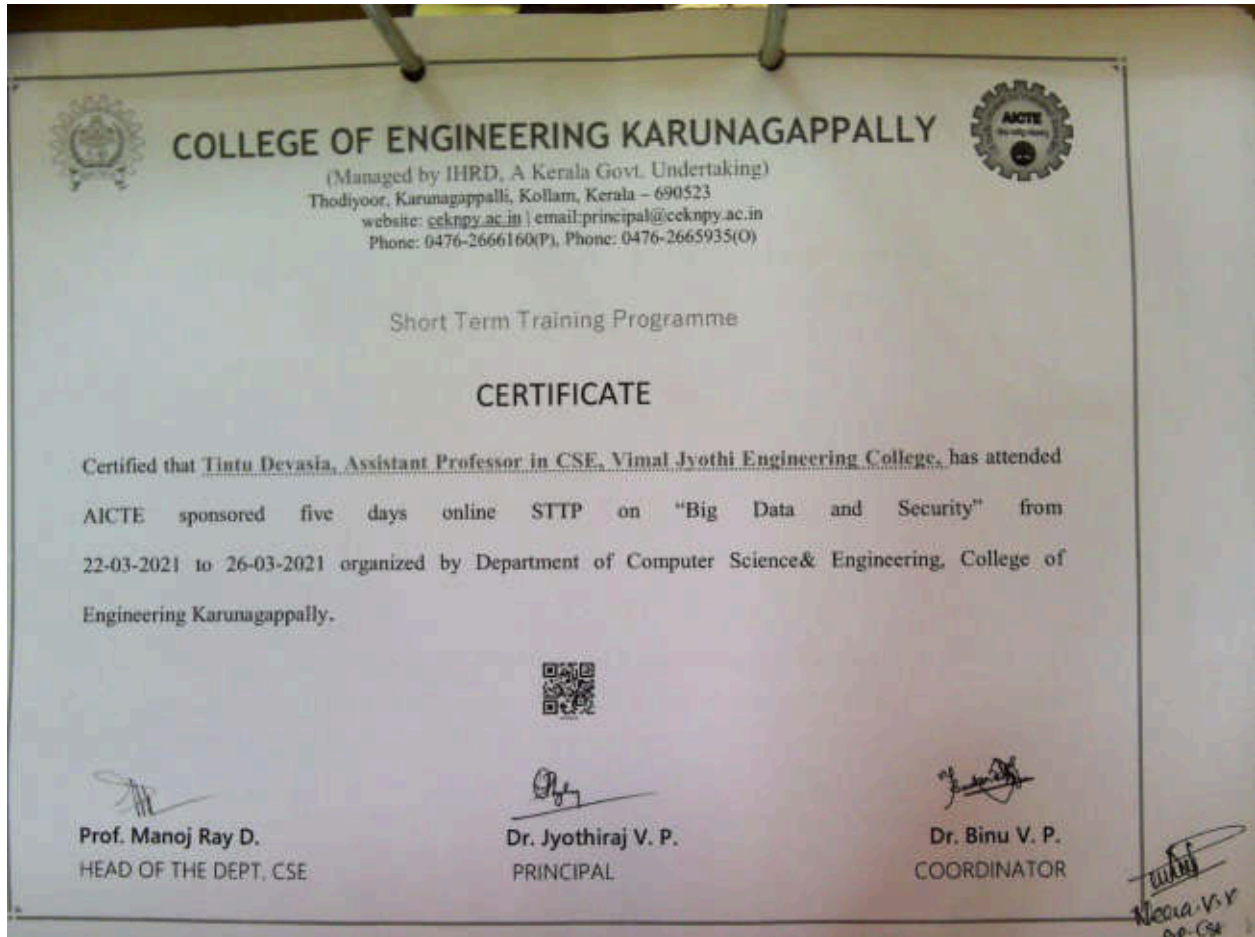 COLLEGE OF ENGINEERING KARUNAGAPPALLY
AICTE
(Managed by IHRD, A Kerala Govt. Undertaking)
Thodiyoor, Karunagappalli, Kollam, Kerala – 690523
website: ceknpy.ac.in | email:principal@ceknpy.ac.in
Phone: 0476-2666160(P), Phone: 0476-2665935(O)
Short Term Training Programme
CERTIFICATE
Certified that Tintu Devasia, Assistant Professor in CSE, Vimal Jyothi Engineering College, has attended
AICTE sponsored five days online STTP on “Big Data and Security” from
22-03-2021 to 26-03-2021 organized by Department of Computer Science& Engineering, College of
Engineering Karunagappally.
Prof. Manoj Ray D.
HEAD OF THE DEPT, CSE
Dr. Jyothiraj V. P.
PRINCIPAL
Dr. Binu V. P.
COORDINATOR